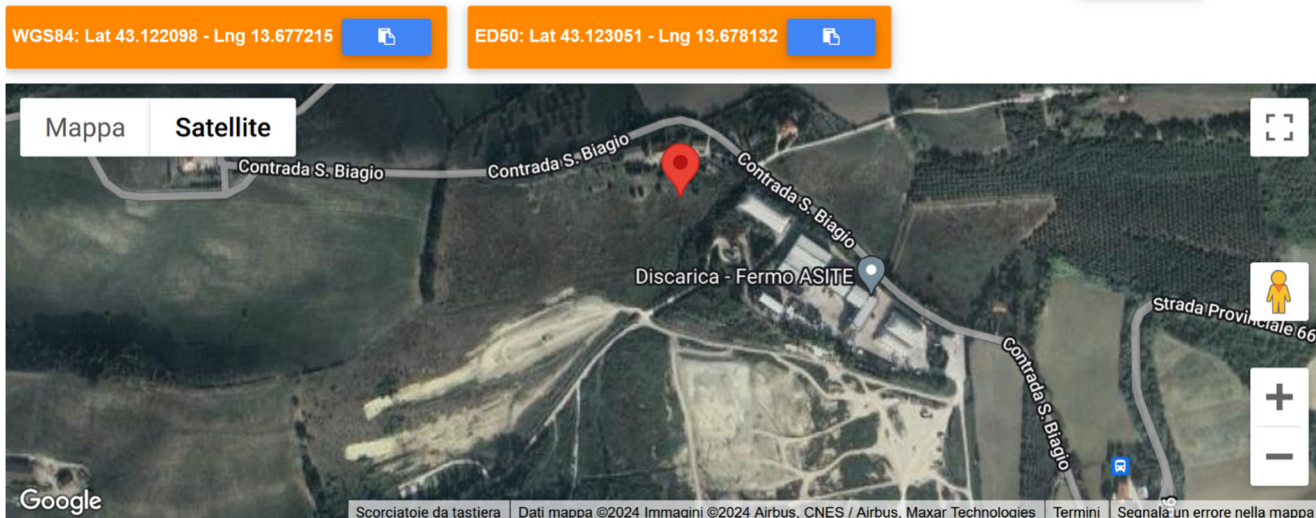 WGS84: Lat 43.122098 - Lng 13.677215
ED50: Lat 43.123051 - Lng 13.678132
Mappa
Satellite
Contrada S. Biagio
Contrada S. Biagio
Contrada S. Biagio
Discarica - Fermo ASITE
Strada Provinciale 66
Contrada S. Biagio
Google
Scorciatoie da tastiera
Dati mappa ©2024 Immagini ©2024 Airbus, CNES / Airbus, Maxar Technologies
Termini
Segnala un errore nella mappa